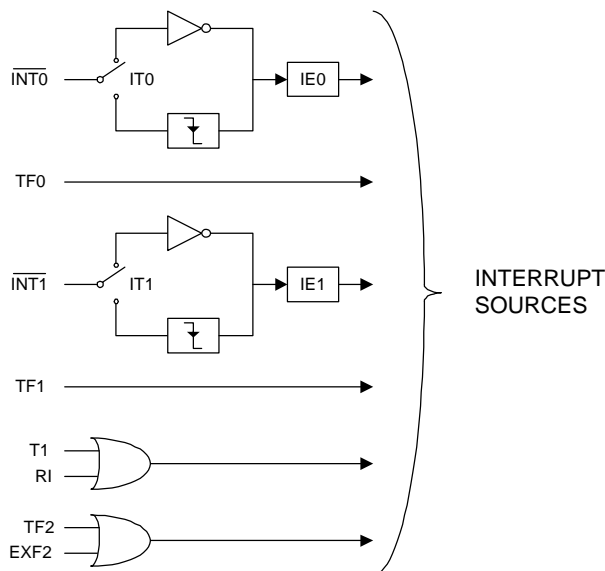 INT0
IT0
IE0
TF0
INT1
IT1
IE1
TF1
INTERRUPT
SOURCES
T1
RI
TF2
EXF2